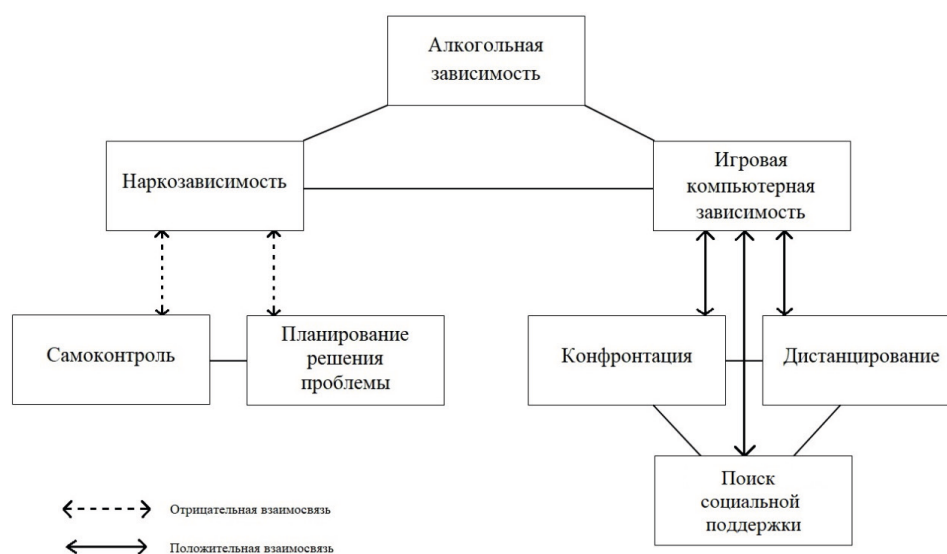 Алкогольная
зависимость
Наркозависимость
Игровая
компьютерная
зависимость
Самоконтроль
Планирование
решения
проблемы
Конфронтация
Дистанцирование
Поиск
социальной
поддержки
Отрицательная взаимосвязь
Положительная взаимосвязь